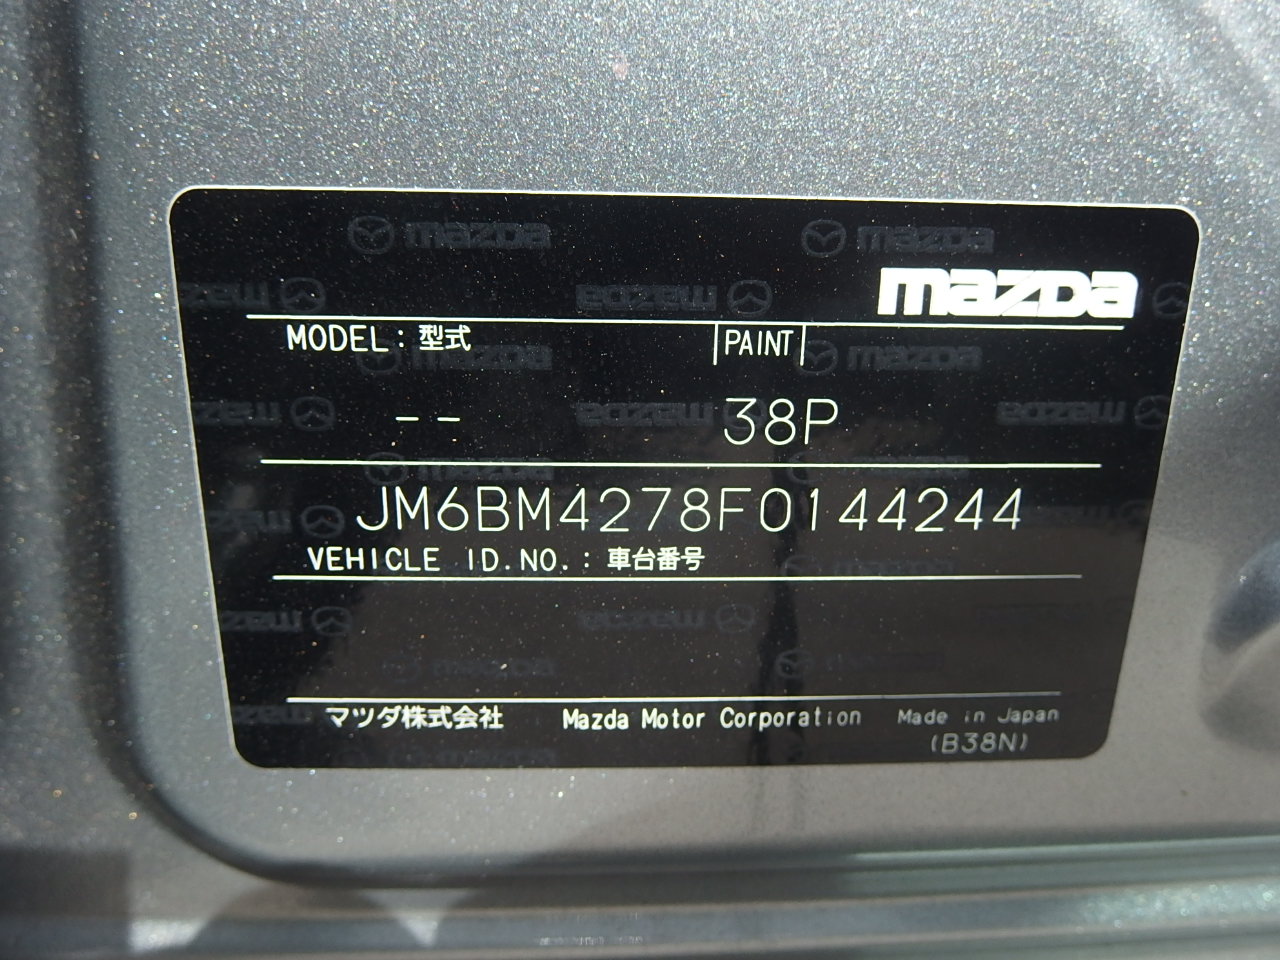 mazda
MODEL：型式 PAINT
-- 38P
JM6BM4278F0144244
VEHICLE ID.NO.：車台番号
マツダ株式会社 Mazda Motor Corporation Made in Japan
(B38N)